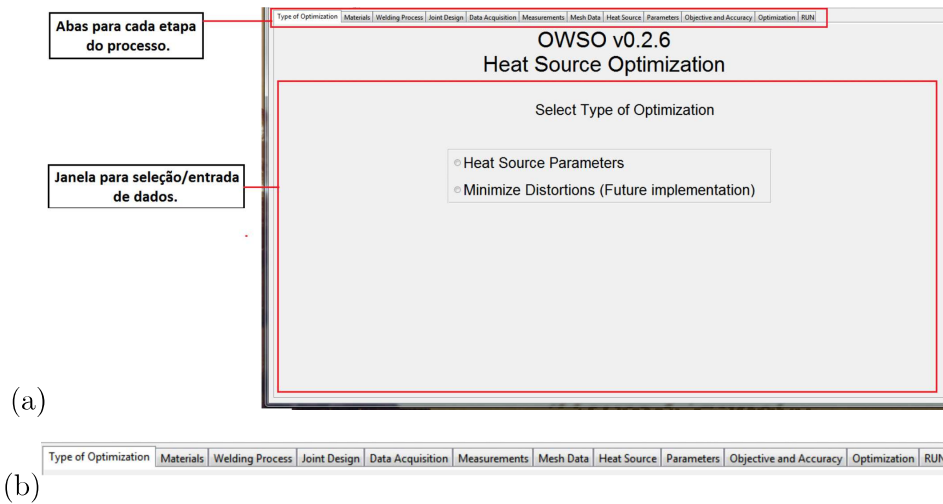 Abas para cada etapa
do processo.
Type of Optimization Materials Welding Process Joint Design Data Acquisition Measurements Mesh Data Heat Source Parameters Objective and Accuracy Optimization RUN
OWSO v0.2.6
Heat Source Optimization
Select Type of Optimization
Heat Source Parameters
Minimize Distortions (Future implementation)
Janela para seleção/entrada
de dados.
(a)
Type of Optimization Materials Welding Process Joint Design Data Acquisition Measurements Mesh Data Heat Source Parameters Objective and Accuracy Optimization RUN
(b)